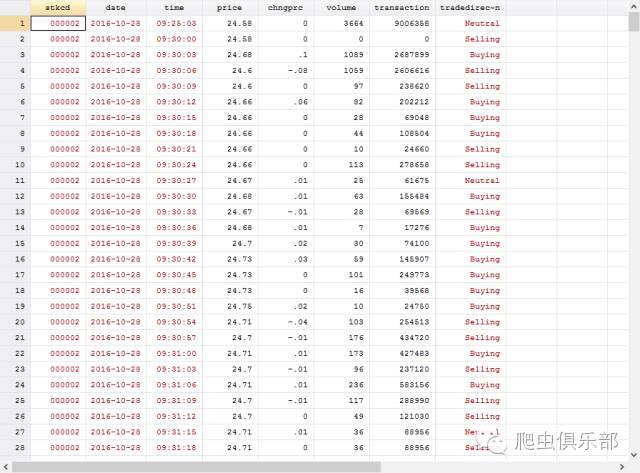 stkcd date time price chngprc volume transaction tradedirec~n
1 000002 2016-10-28 09:25:03 24.58 0 3664 9006358 Neutral
2 000002 2016-10-28 09:30:00 24.58 0 0 0 Selling
3 000002 2016-10-28 09:30:03 24.68 .1 1089 2687899 Buying
4 000002 2016-10-28 09:30:06 24.6 -.08 1059 2606616 Selling
5 000002 2016-10-28 09:30:09 24.6 0 97 238620 Selling
6 000002 2016-10-28 09:30:12 24.66 .06 82 202212 Buying
7 000002 2016-10-28 09:30:15 24.66 0 28 69048 Buying
8 000002 2016-10-28 09:30:18 24.66 0 44 108504 Buying
9 000002 2016-10-28 09:30:21 24.66 0 10 24660 Selling
10 000002 2016-10-28 09:30:24 24.66 0 113 278658 Selling
11 000002 2016-10-28 09:30:27 24.67 .01 25 61675 Neutral
12 000002 2016-10-28 09:30:30 24.68 .01 63 155484 Buying
13 000002 2016-10-28 09:30:33 24.67 -.01 28 69569 Selling
14 000002 2016-10-28 09:30:36 24.68 .01 7 17276 Buying
15 000002 2016-10-28 09:30:39 24.7 .02 30 74100 Buying
16 000002 2016-10-28 09:30:42 24.73 .03 59 145907 Buying
17 000002 2016-10-28 09:30:45 24.73 0 101 249773 Buying
18 000002 2016-10-28 09:30:48 24.73 0 16 39568 Buying
19 000002 2016-10-28 09:30:51 24.75 .02 10 24750 Buying
20 000002 2016-10-28 09:30:54 24.71 -.04 103 254513 Selling
21 000002 2016-10-28 09:30:57 24.7 -.01 176 434720 Selling
22 000002 2016-10-28 09:31:00 24.71 .01 173 427483 Buying
23 000002 2016-10-28 09:31:03 24.7 -.01 96 237120 Selling
24 000002 2016-10-28 09:31:06 24.71 .01 236 583156 Buying
25 000002 2016-10-28 09:31:09 24.7 -.01 117 288990 Selling
26 000002 2016-10-28 09:31:12 24.7 0 49 121030 Selling
27 000002 2016-10-28 09:31:15 24.71 .01 36 88956
28 000002 2016-10-28 09:31:18 24.71 0 36 88956
爬虫俱乐部